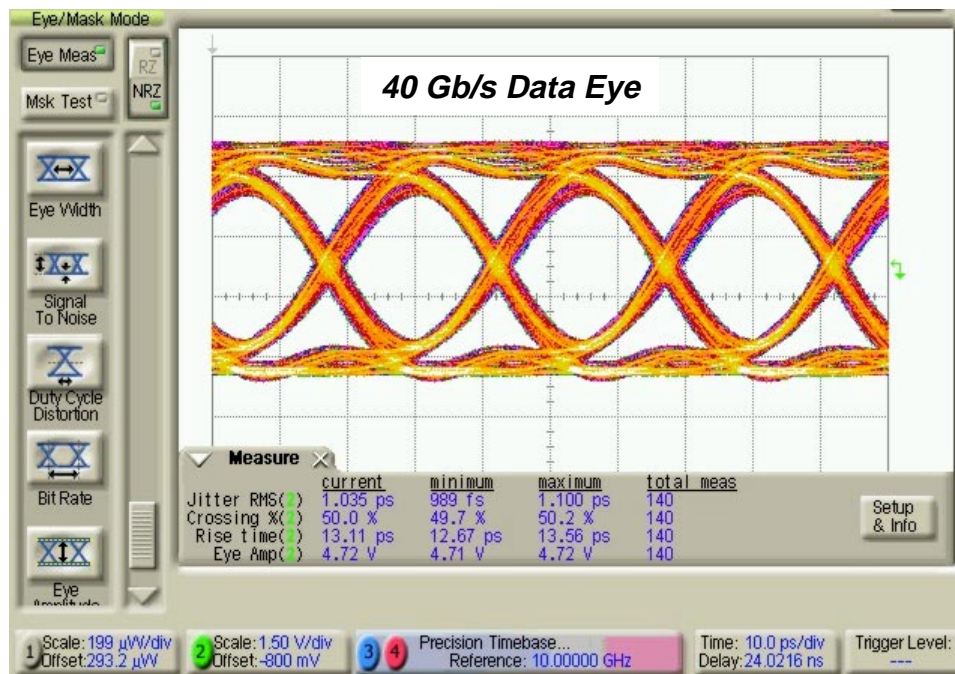 Eye/Mask Mode
Eye Meas
RZ
NRZ
Msk Test
40 Gb/s Data Eye
Eye Width
Signal
To Noise
Duty Cycle
Distortion
Bit Rate
Eye
Measure
current minimum maximum total meas
Jitter RMS(2) 1.035 ps 989 fs 1.100 ps 140
Crossing %(2) 50.0 % 49.7 % 50.2 % 140
Rise time(2) 13.11 ps 12.67 ps 13.56 ps 140
Eye Amp(2) 4.72 V 4.71 V 4.72 V 140
Setup
& Info
1 Scale:199 µW/div
Offset:293.2 µW
2 Scale:1.50 V/div
Offset:-800 mV
3 4
Precision Timebase...
Reference: 10.00000 GHz
Time: 10.0 ps/div
Delay:24.0216 ns
Trigger Level:
---